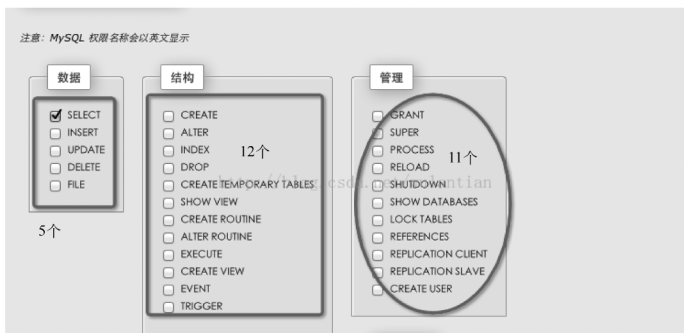 注意：MySQL 权限名称会以英文显示
数据
SELECT
INSERT
UPDATE
DELETE
FILE
5个
结构
CREATE
ALTER
INDEX
DROP
CREATE TEMPORARY TABLES
SHOW VIEW
CREATE ROUTINE
ALTER ROUTINE
EXECUTE
CREATE VIEW
EVENT
TRIGGER
12个
管理
GRANT
SUPER
PROCESS
RELOAD
SHUTDOWN
SHOW DATABASES
LOCK TABLES
REFERENCES
REPLICATION CLIENT
REPLICATION SLAVE
CREATE USER
11个